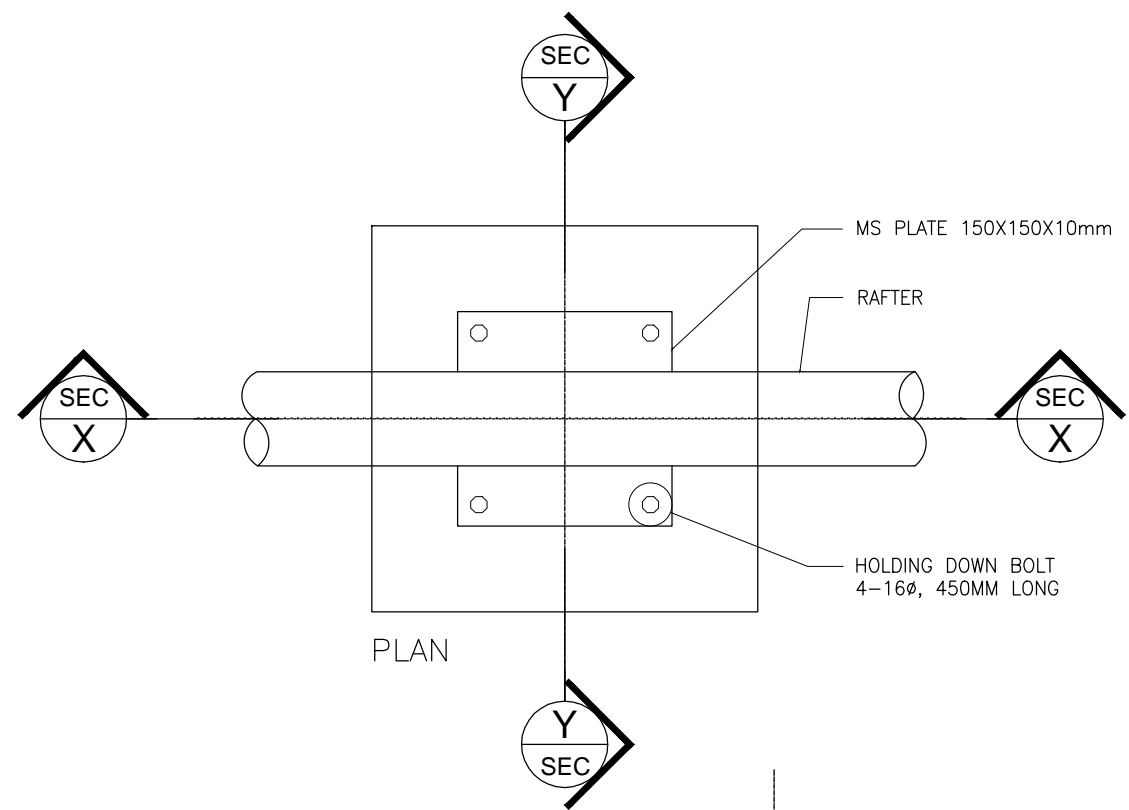 SEC
Y
MS PLATE 150X150X10mm
RAFTER
SEC
X
SEC
X
HOLDING DOWN BOLT
4-16ø, 450MM LONG
PLAN
Y
SEC